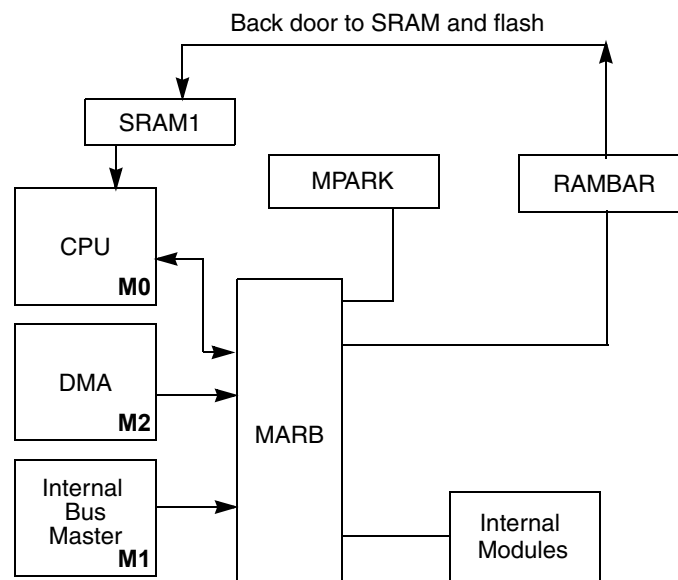 Back door to SRAM and flash
SRAM1
MPARK
RAMBAR
CPU
M0
DMA
M2
MARB
Internal
Bus
Master
M1
Internal
Modules